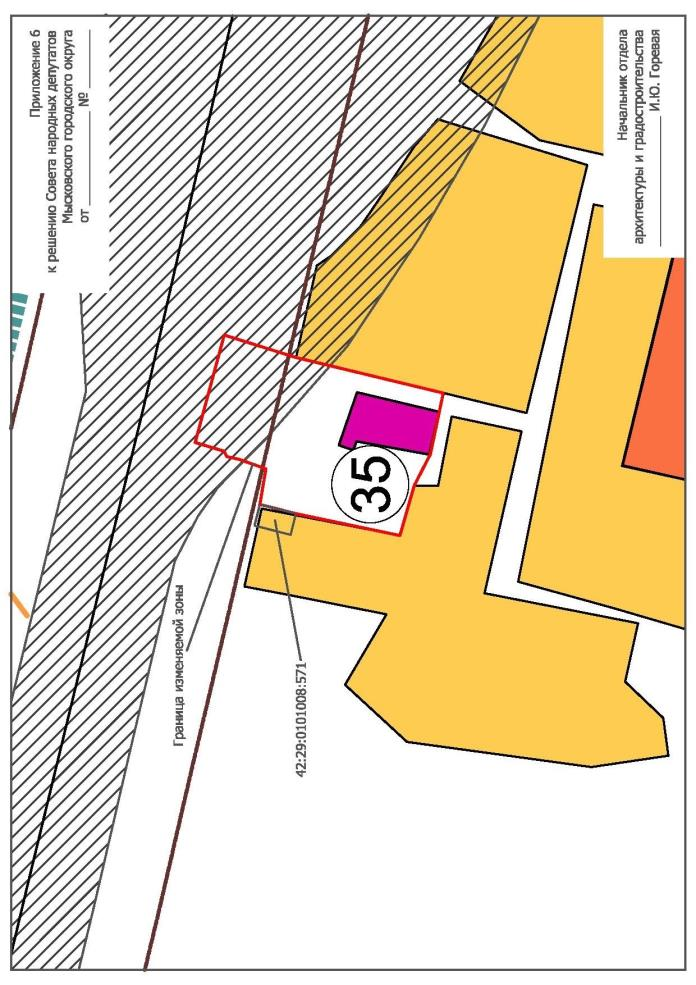 Приложение 6
к решению Совета народных депутатов
Мысковского городского округа
от __________ № __________
Граница изменяемой зоны
42:29:0101008:571
35
Начальник отдела
архитектуры и градостроительства
__________ И.Ю. Горевая